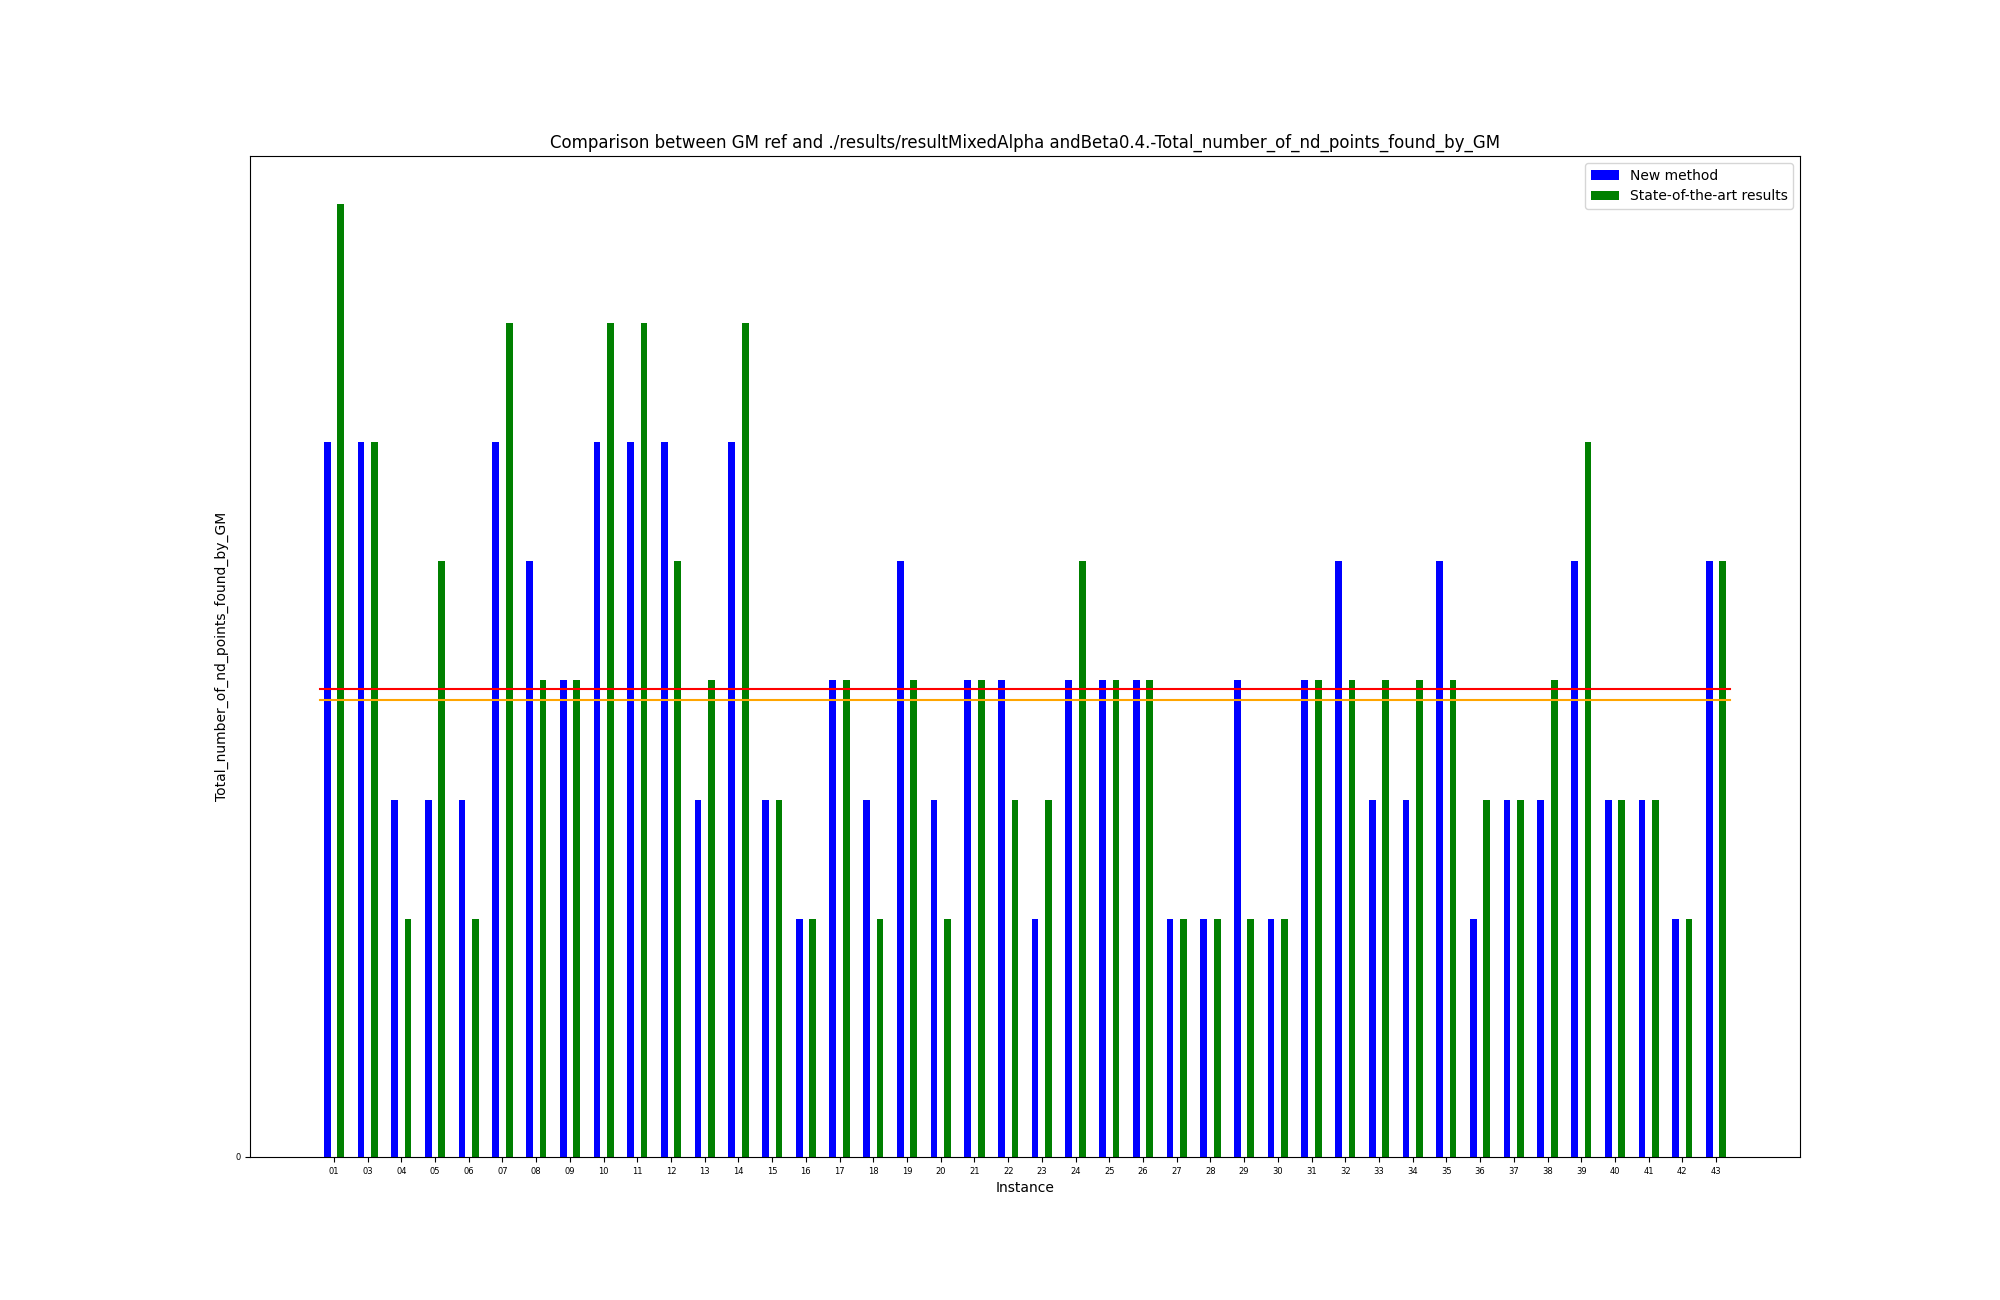 Comparison between GM ref and ./results/resultMixedAlpha andBeta0.4.-Total_number_of_nd_points_found_by_GM
New method
State-of-the-art results
Total_number_of_nd_points_found_by_GM
0
01 03 04 05 06 07 08 09 10 11 12 13 14 15 16 17 18 19 20 21 22 23 24 25 26 27 28 29 30 31 32 33 34 35 36 37 38 39 40 41 42 43
Instance